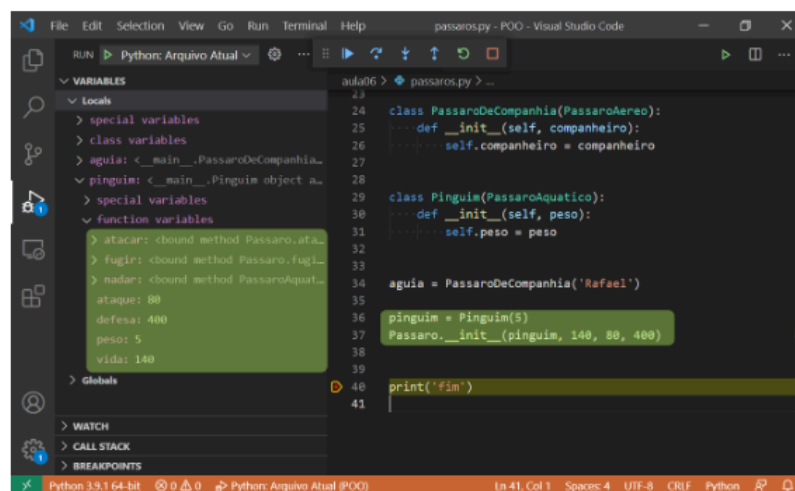 File Edit Selection View Go Run Terminal Help passaros.py - POO - Visual Studio Code
RUN Python: Arquivo Atual
VARIABLES
Locals
special variables
class variables
aguia: <__main__.PassaroDeCompanhia…
pinguim: <__main__.Pinguim object a…
special variables
function variables
atacar: <bound method Passaro.ata…
fugir: <bound method Passaro.fugi…
nadar: <bound method PassaroAquat…
ataque: 80
defesa: 400
peso: 5
vida: 140
Globals
WATCH
CALL STACK
BREAKPOINTS
aula06 > passaros.py > ...
23
24 class PassaroDeCompanhia(PassaroAereo):
25 ····def __init__(self, companheiro):
26 ········self.companheiro = companheiro
27
28
29 class Pinguim(PassaroAquatico):
30 ····def __init__(self, peso):
31 ········self.peso = peso
32
33
34 aguia = PassaroDeCompanhia('Rafael')
35
36 pinguim = Pinguim(5)
37 Passaro.__init__(pinguim, 140, 80, 400)
38
39
40 print('fim')
41
1
1
Python 3.9.1 64-bit 0 0 Python: Arquivo Atual (POO) Ln 41, Col 1 Spaces: 4 UTF-8 CRLF Python